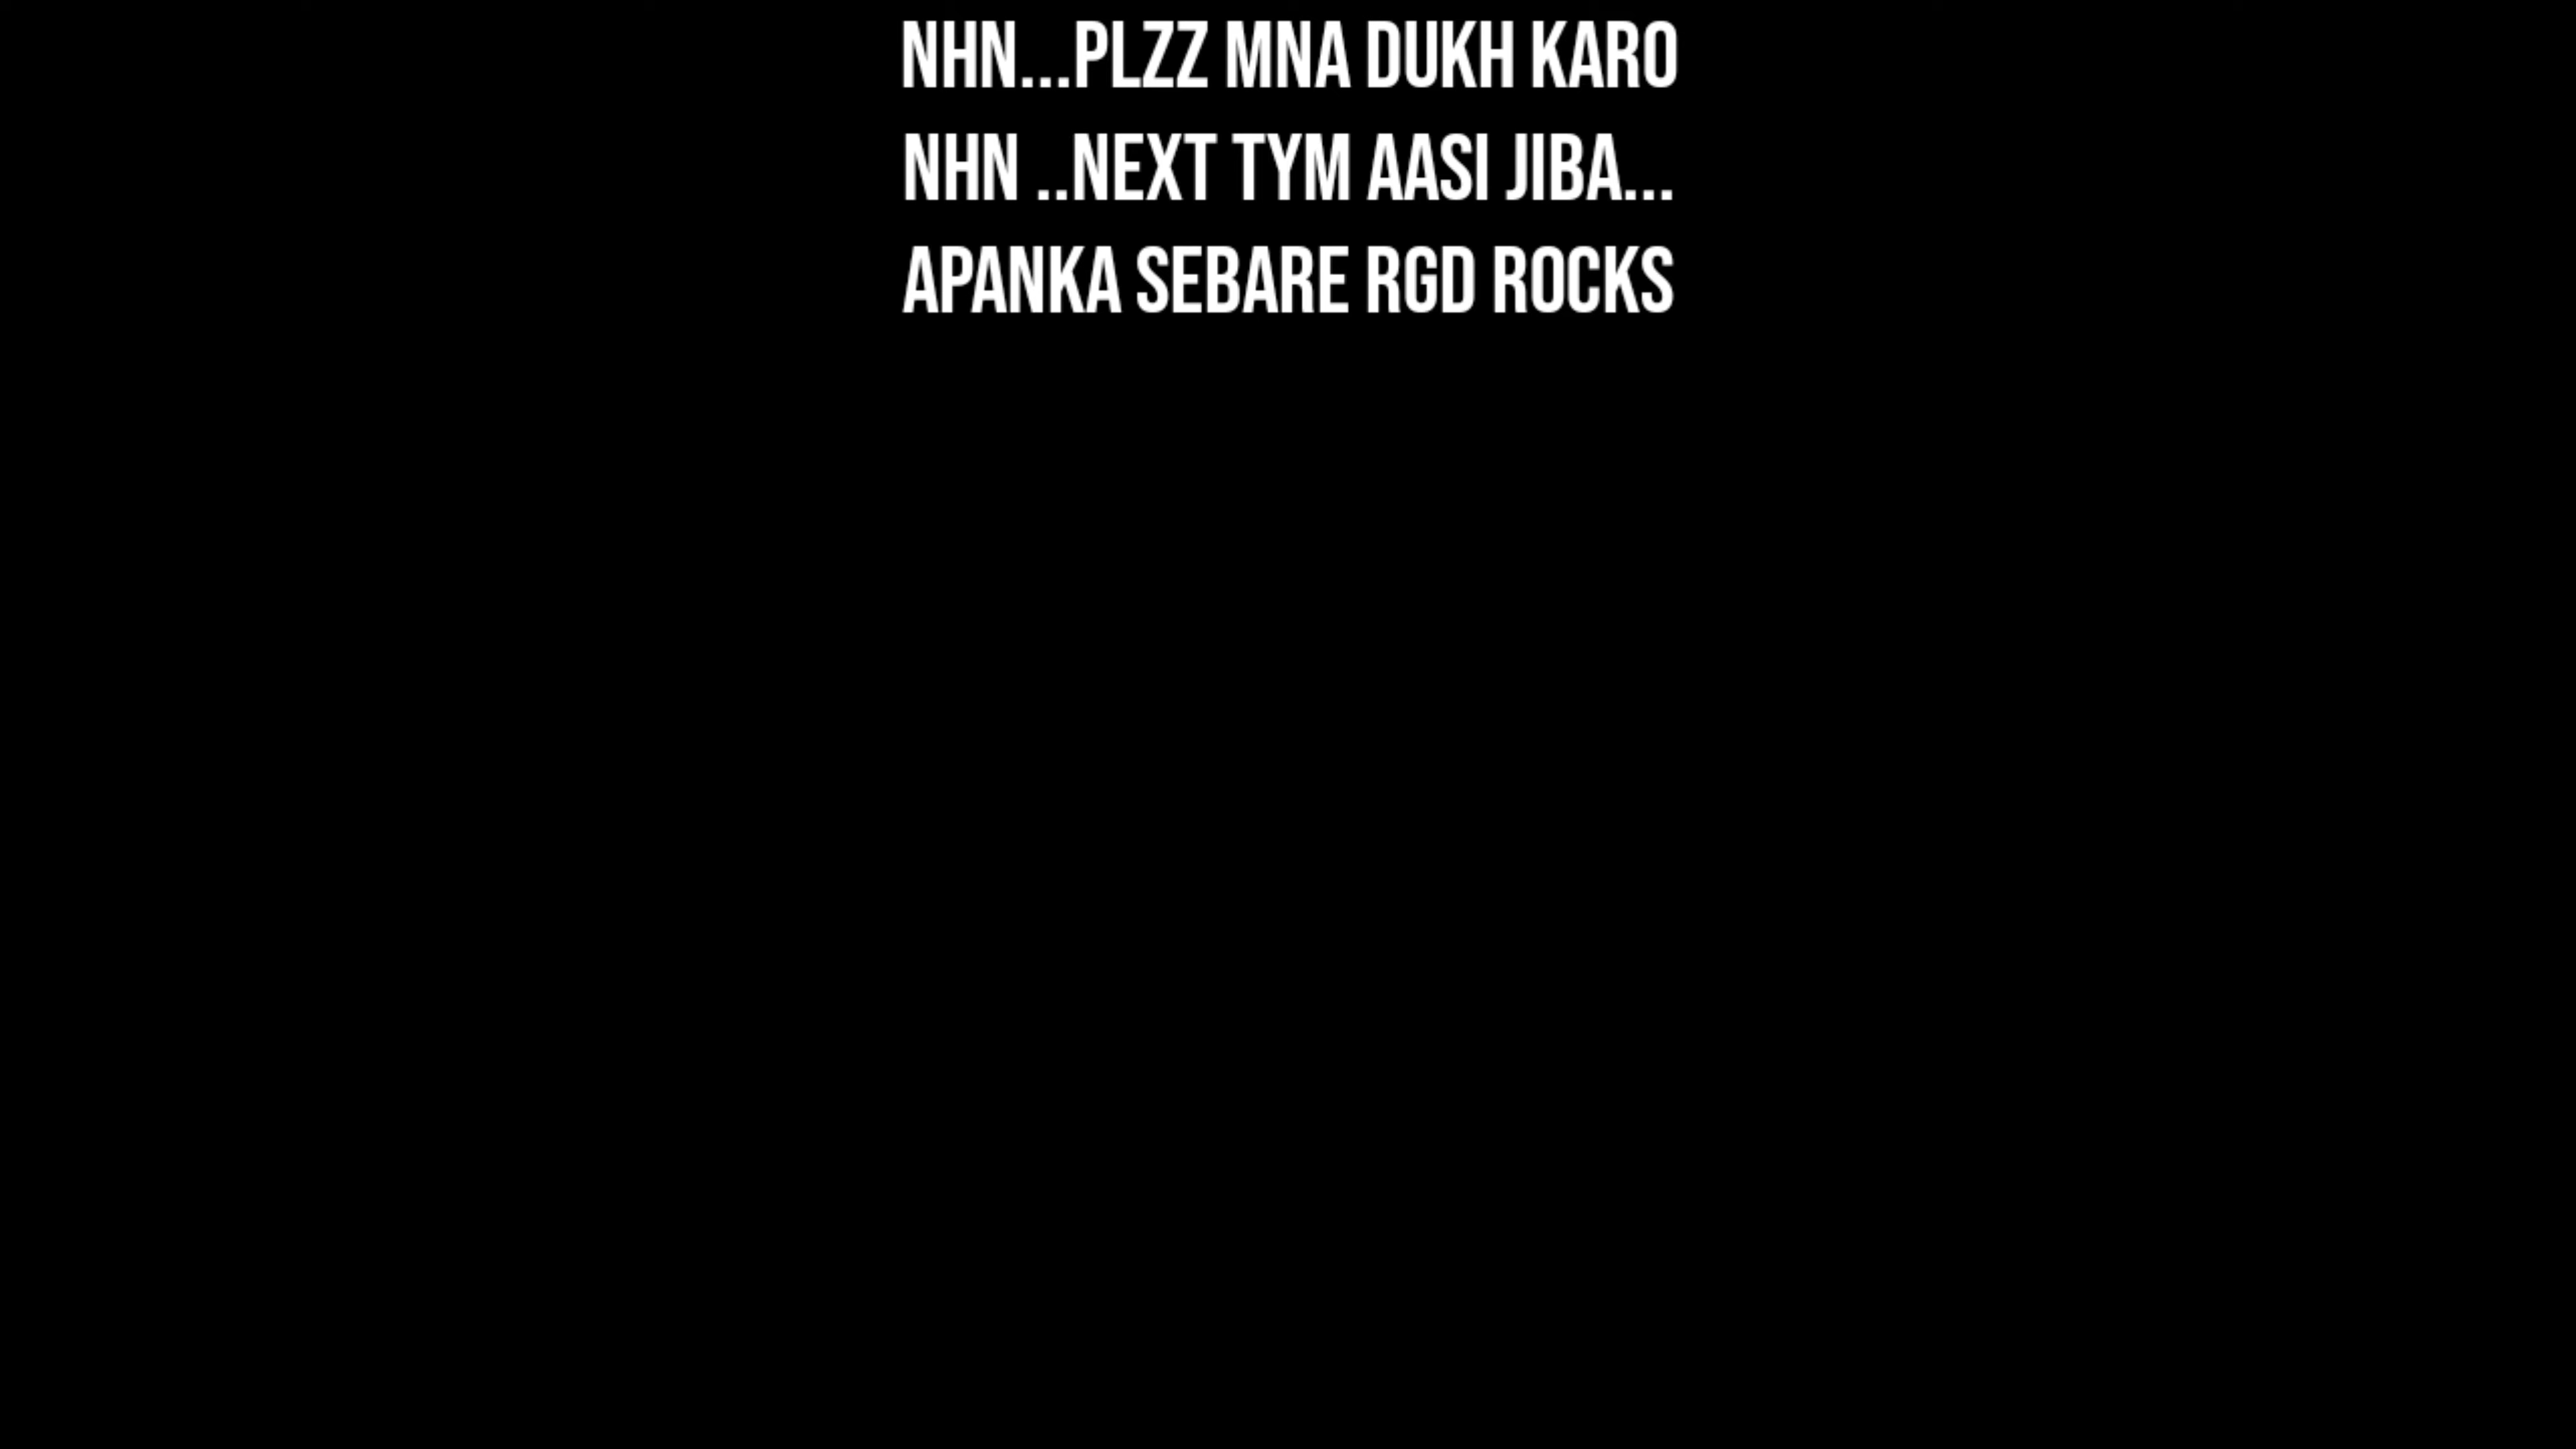 NHN...PLZZ MNA DUKH KARO
NHN ..NEXT TYM AASI JIBA...
APANKA SEBARE RGD ROCKS